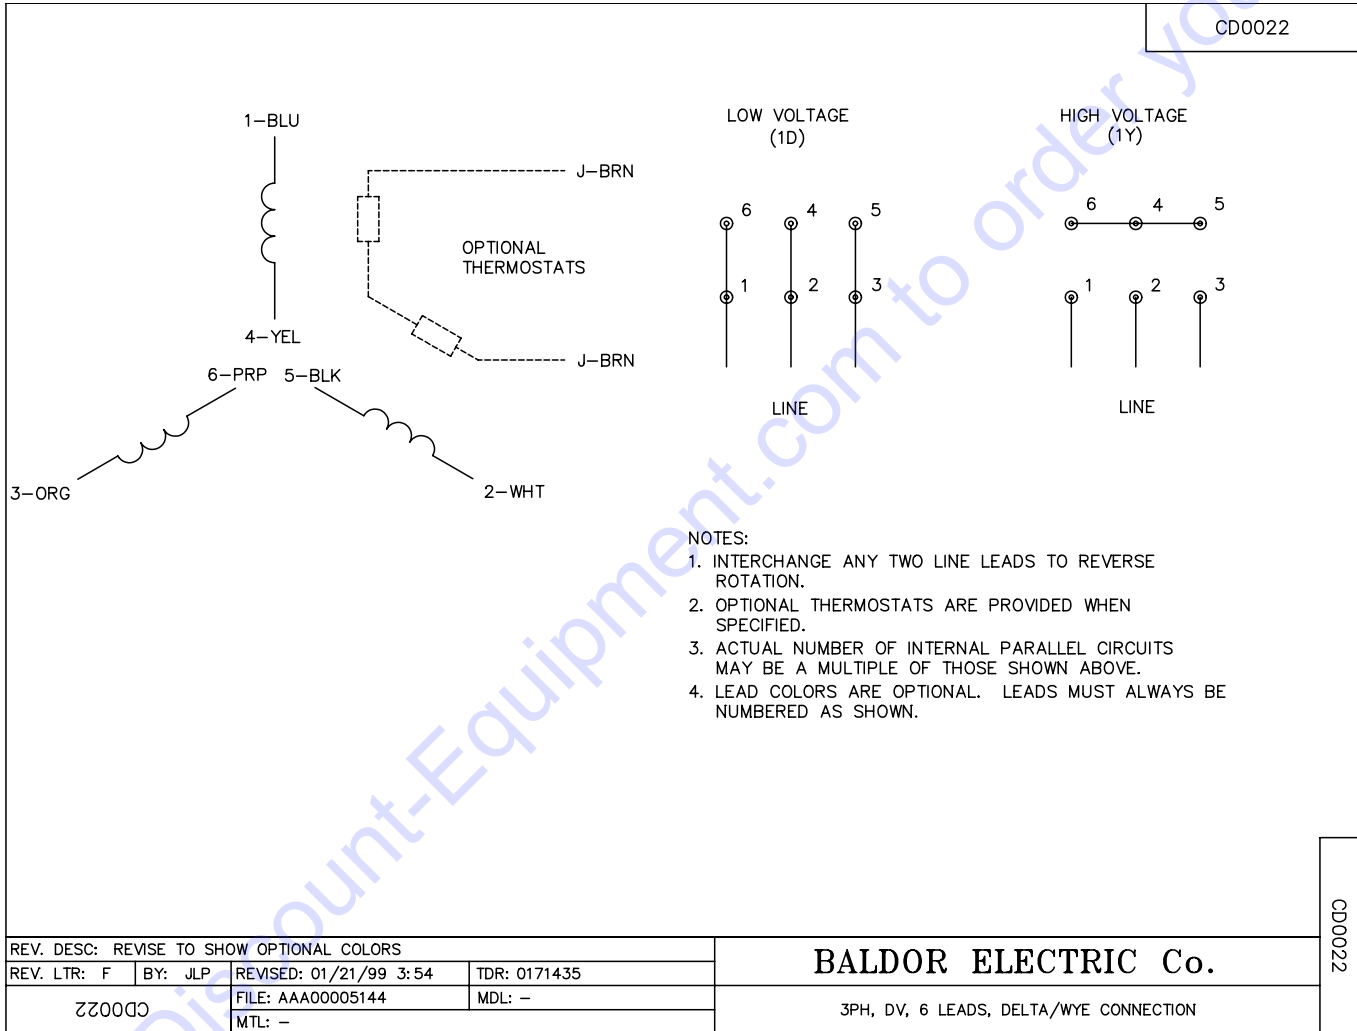 CD0022
1-BLU
4-YEL
6-PRP 5-BLK
3-ORG
2-WHT
J-BRN
OPTIONAL
THERMOSTATS
J-BRN
LOW VOLTAGE
(1D)
6 4 5
1 2 3
LINE
HIGH VOLTAGE
(1Y)
6 4 5
1 2 3
LINE
NOTES:
1. INTERCHANGE ANY TWO LINE LEADS TO REVERSE
ROTATION.
2. OPTIONAL THERMOSTATS ARE PROVIDED WHEN
SPECIFIED.
3. ACTUAL NUMBER OF INTERNAL PARALLEL CIRCUITS
MAY BE A MULTIPLE OF THOSE SHOWN ABOVE.
4. LEAD COLORS ARE OPTIONAL. LEADS MUST ALWAYS BE
NUMBERED AS SHOWN.
CD0022
REV. DESC: REVISE TO SHOW OPTIONAL COLORS
REV. LTR: F BY: JLP REVISED: 01/21/99 3:54 TDR: 0171435
CD0022
FILE: AAA00005144 MDL: -
MTL: -
BALDOR ELECTRIC Co.
3PH, DV, 6 LEADS, DELTA/WYE CONNECTION
Discount-Equipment.com to order